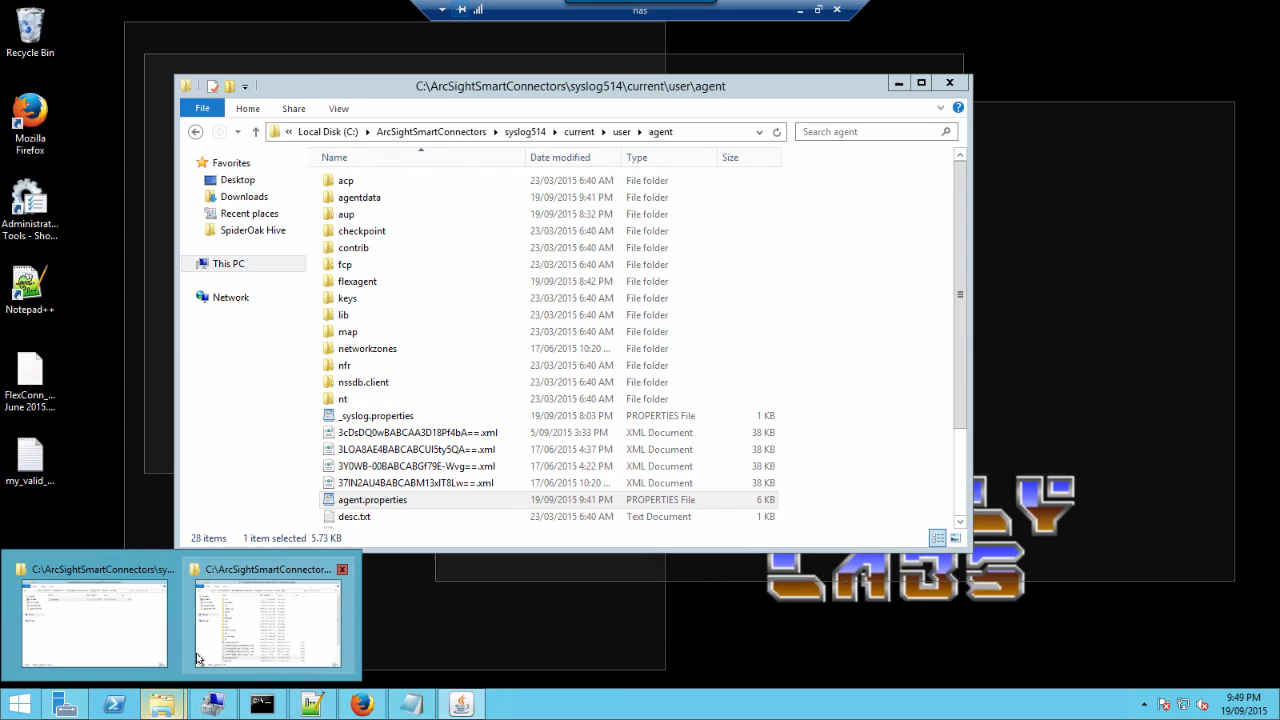 nas
Recycle Bin
Mozilla
Firefox
Administrat...
Tools - Sho...
Notepad++
FlexConn_...
June 2015....
my_valid_...
C:\ArcSightSmartConnectors\syslog514\current\user\agent
File Home Share View
« Local Disk (C:) ArcSightSmartConnectors syslog514 current user agent
Search agent
Favorites
Desktop
Downloads
Recent places
SpiderOak Hive
This PC
Network
Name Date modified Type Size
acp 23/03/2015 6:40 AM File folder
agentdata 19/09/2015 9:41 PM File folder
aup 19/09/2015 8:32 PM File folder
checkpoint 23/03/2015 6:40 AM File folder
contrib 23/03/2015 6:40 AM File folder
fcp 23/03/2015 6:40 AM File folder
flexagent 19/09/2015 8:42 PM File folder
keys 23/03/2015 6:40 AM File folder
lib 23/03/2015 6:40 AM File folder
map 23/03/2015 6:40 AM File folder
networkzones 17/06/2015 10:20 ... File folder
nfr 23/03/2015 6:40 AM File folder
nssdb.client 23/03/2015 6:40 AM File folder
nt 23/03/2015 6:40 AM File folder
_syslog.properties 19/09/2015 8:03 PM PROPERTIES File 1 KB
3cDsDQ0wBABCAA3D18Pf4bA==.xml 5/09/2015 3:33 PM XML Document 38 KB
3LOA8AE4BABCABCUI5ty5QA==.xml 17/06/2015 4:37 PM XML Document 38 KB
3Y0WB-00BABCABGf79E-Wvg==.xml 17/06/2015 4:22 PM XML Document 38 KB
37IN2AE4BABCABM13xIT8Lw==.xml 17/06/2015 10:20 ... XML Document 38 KB
agent.properties 19/09/2015 9:41 PM PROPERTIES File 6 KB
desc.txt 23/03/2015 6:40 AM Text Document 1 KB
28 items 1 item selected 5.73 KB
C:\ArcSightSmartConnectors\sy...
C:\ArcSightSmartConnector...
LABS
9:49 PM
19/09/2015